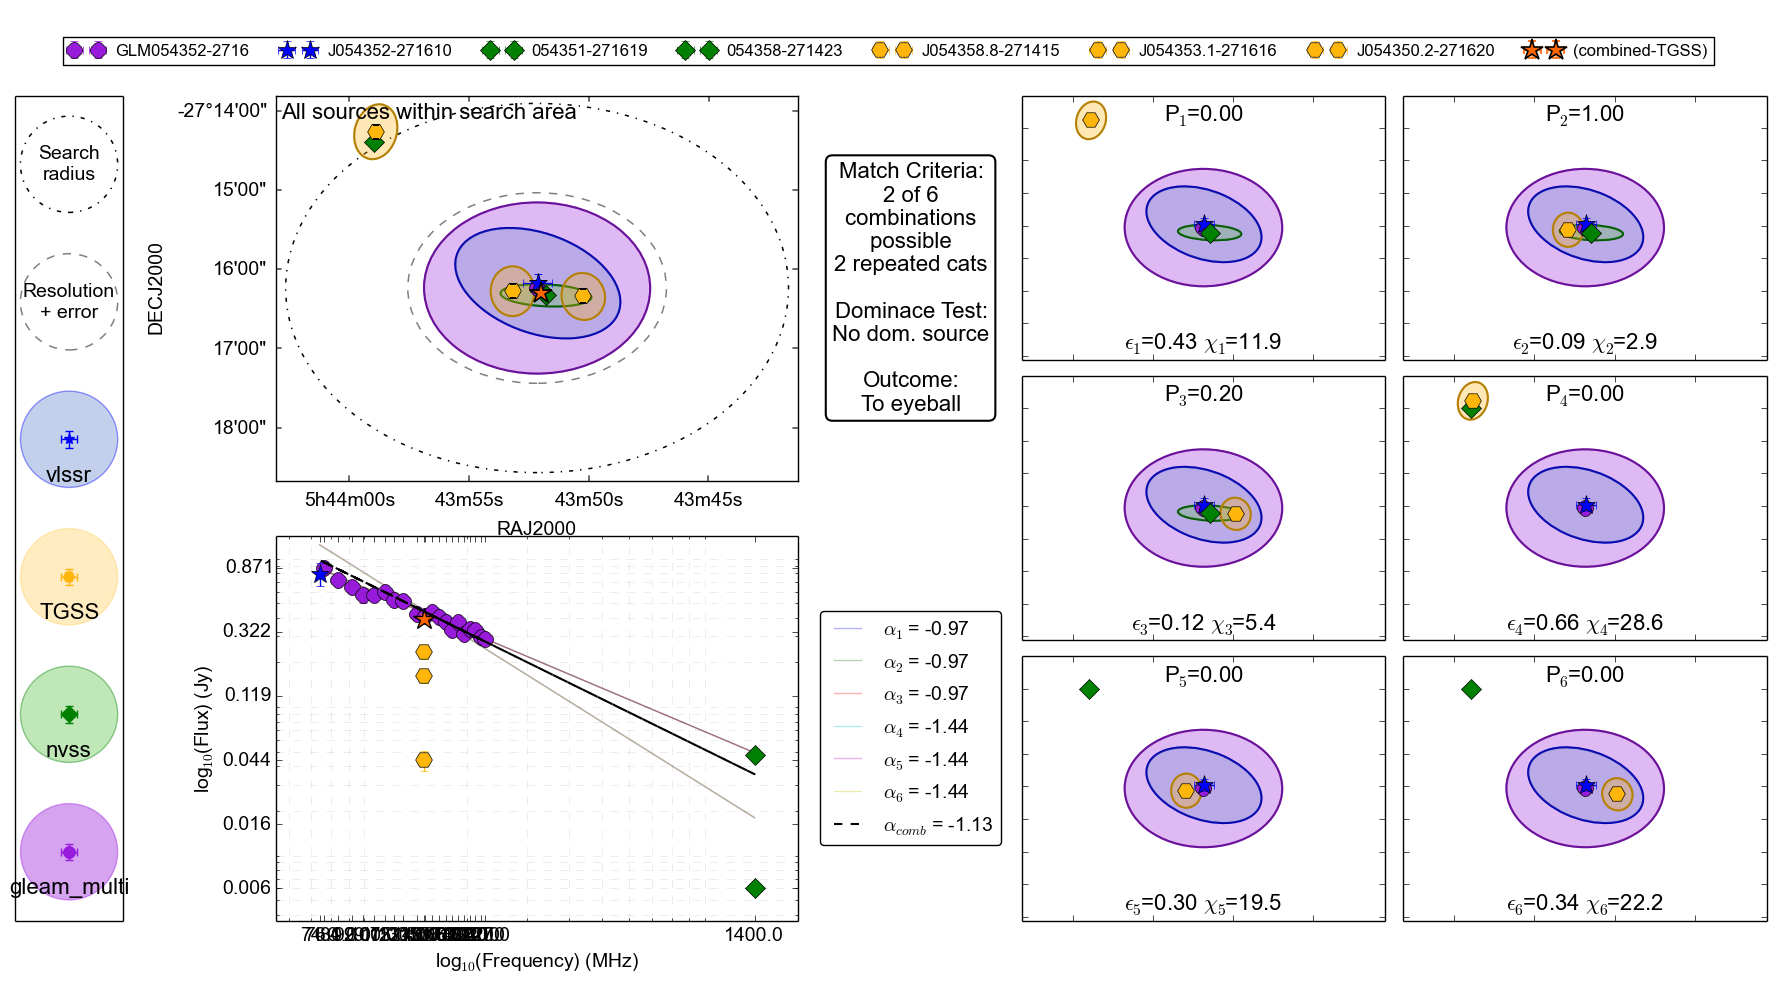 GLM054352-2716 J054352-271610 054351-271619 054358-271423 J054358.8-271415 J054353.1-271616 J054350.2-271620 (combined-TGSS)
Search
radius
Resolution
+ error
vlssr
TGSS
nvss
gleam_multi
All sources within search area
-27°14'00"
15'00"
16'00"
17'00"
18'00"
DECJ2000
5h44m00s 43m55s 43m50s 43m45s
RAJ2000
Match Criteria:
2 of 6
combinations
possible
2 repeated cats
Dominace Test:
No dom. source
Outcome:
To eyeball
0.871
0.322
0.119
0.044
0.016
0.006
log10(Flux) (Jy)
1400.0
log10(Frequency) (MHz)
α1 = -0.97
α2 = -0.97
α3 = -0.97
α4 = -1.44
α5 = -1.44
α6 = -1.44
αcomb = -1.13
P1=0.00
ϵ1=0.43 χ1=11.9
P2=1.00
ϵ2=0.09 χ2=2.9
P3=0.20
ϵ3=0.12 χ3=5.4
P4=0.00
ϵ4=0.66 χ4=28.6
P5=0.00
ϵ5=0.30 χ5=19.5
P6=0.00
ϵ6=0.34 χ6=22.2